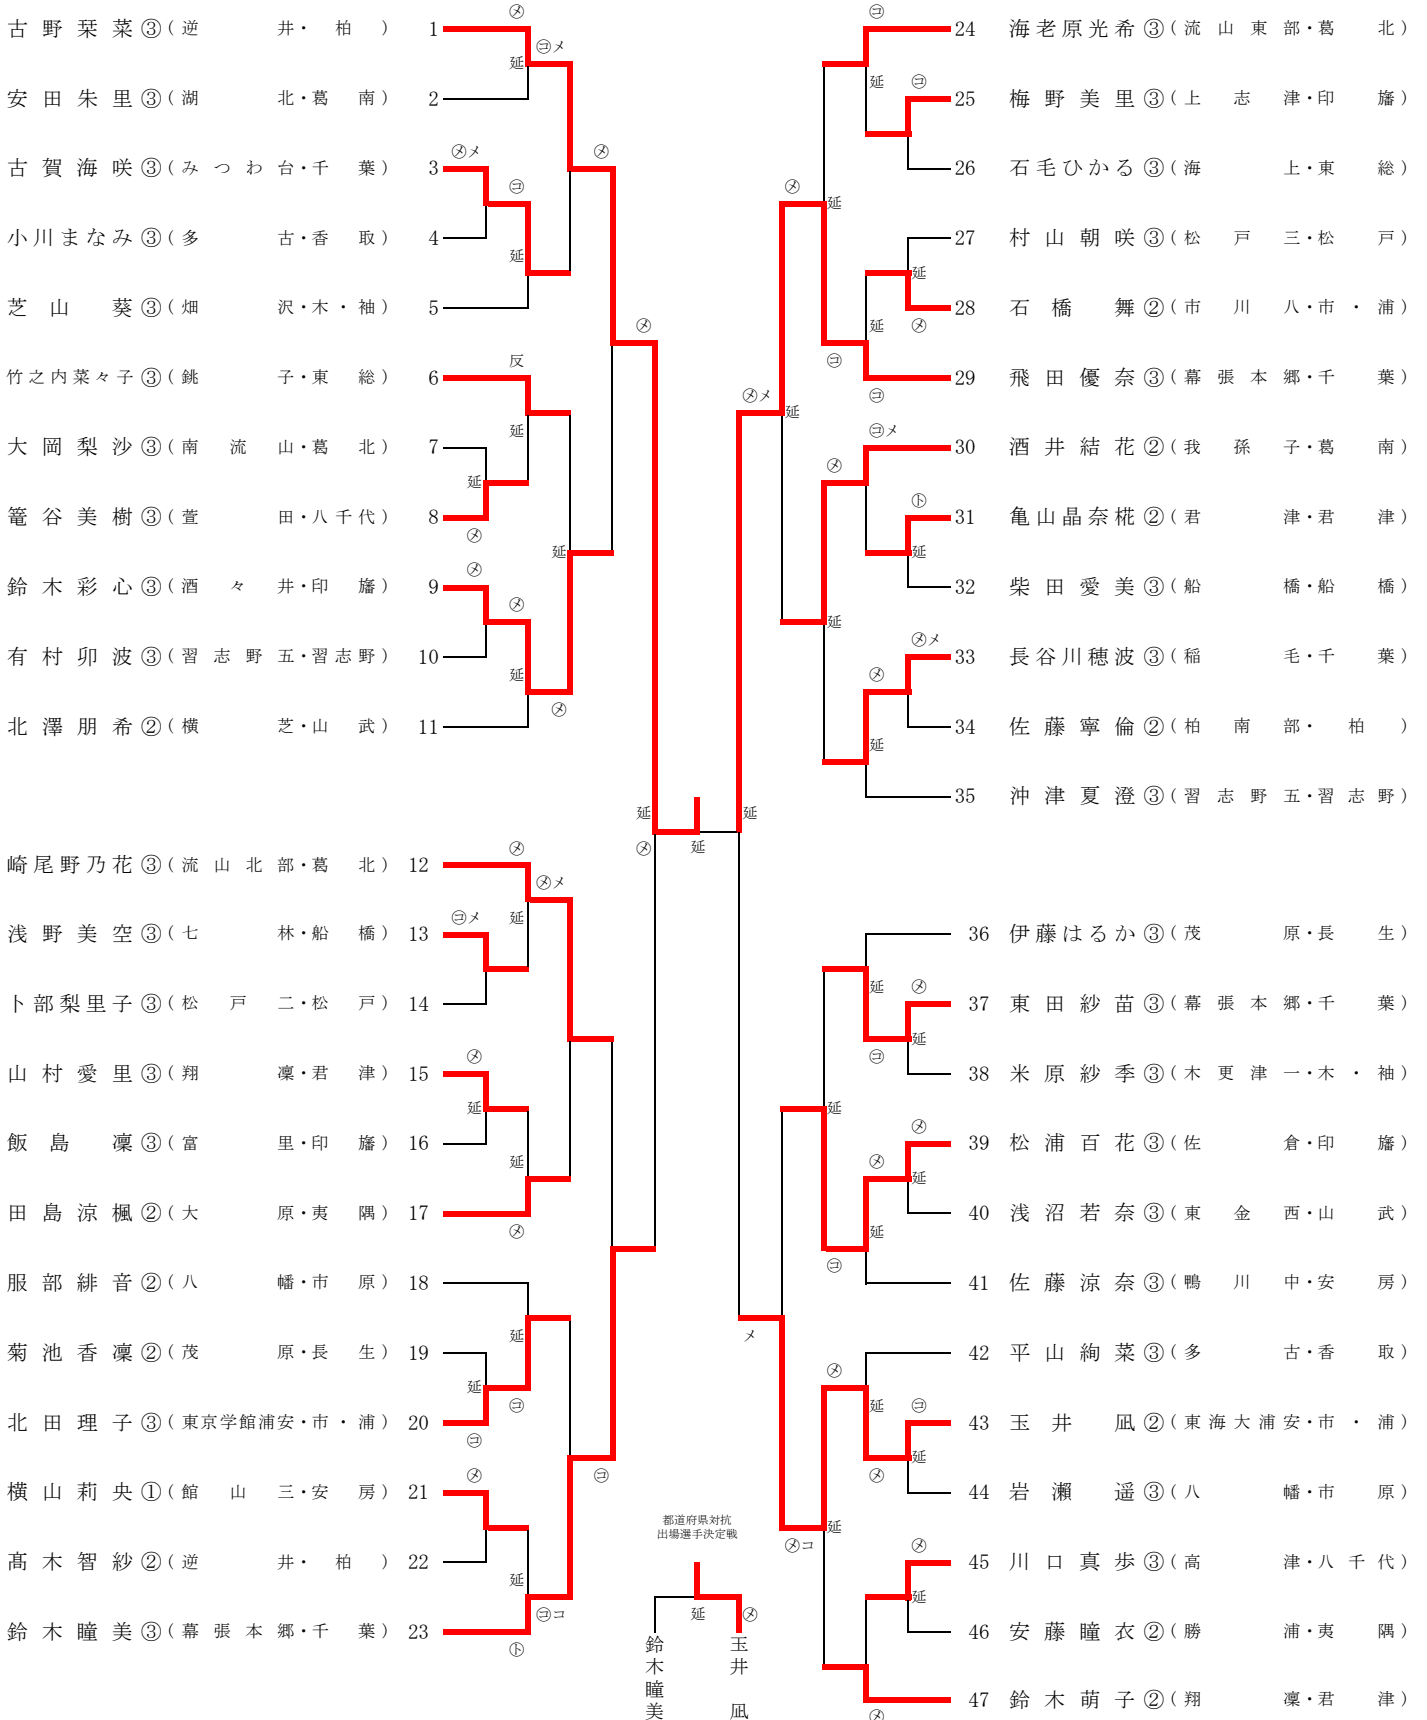 古野栞菜③(逆井・柏) 1
安田朱里③(湖北・葛南) 2
古賀海咲③(みつわ台・千葉) 3
小川まなみ③(多古・香取) 4
芝山葵③(畑沢・木・袖) 5
竹之内菜々子③(銚子・東総) 6
大岡梨沙③(南流山・葛北) 7
篭谷美樹③(萱田・八千代) 8
鈴木彩心③(酒々井・印旛) 9
有村卯波③(習志野五・習志野) 10
北澤朋希②(横芝・山武) 11
崎尾野乃花③(流山北部・葛北) 12
浅野美空③(七林・船橋) 13
卜部梨里子③(松戸二・松戸) 14
山村愛里③(翔凜・君津) 15
飯島凜③(富里・印旛) 16
田島涼楓②(大原・夷隅) 17
服部緋音②(八幡・市原) 18
菊池香凜②(茂原・長生) 19
北田理子③(東京学館浦安・市・浦) 20
横山莉央①(館山三・安房) 21
髙木智紗②(逆井・柏) 22
鈴木瞳美③(幕張本郷・千葉) 23
24 海老原光希③(流山東部・葛北)
25 梅野美里③(上志津・印旛)
26 石毛ひかる③(海上・東総)
27 村山朝咲③(松戸三・松戸)
28 石橋舞②(市川八・市・浦)
29 飛田優奈③(幕張本郷・千葉)
30 酒井結花②(我孫子・葛南)
31 亀山晶奈椛②(君津・君津)
32 柴田愛美③(船橋・船橋)
33 長谷川穂波③(稲毛・千葉)
34 佐藤寧倫②(柏南部・柏)
35 沖津夏澄③(習志野五・習志野)
36 伊藤はるか③(茂原・長生)
37 東田紗苗③(幕張本郷・千葉)
38 米原紗季③(木更津一・木・袖)
39 松浦百花③(佐倉・印旛)
40 浅沼若奈③(東金西・山武)
41 佐藤涼奈③(鴨川中・安房)
42 平山絢菜③(多古・香取)
43 玉井凪②(東海大浦安・市・浦)
44 岩瀬遥③(八幡・市原)
45 川口真歩③(高津・八千代)
46 安藤瞳衣②(勝浦・夷隅)
47 鈴木萌子②(翔凜・君津)
都道府県対抗
出場選手決定戦
延
鈴木瞳美
玉井凪